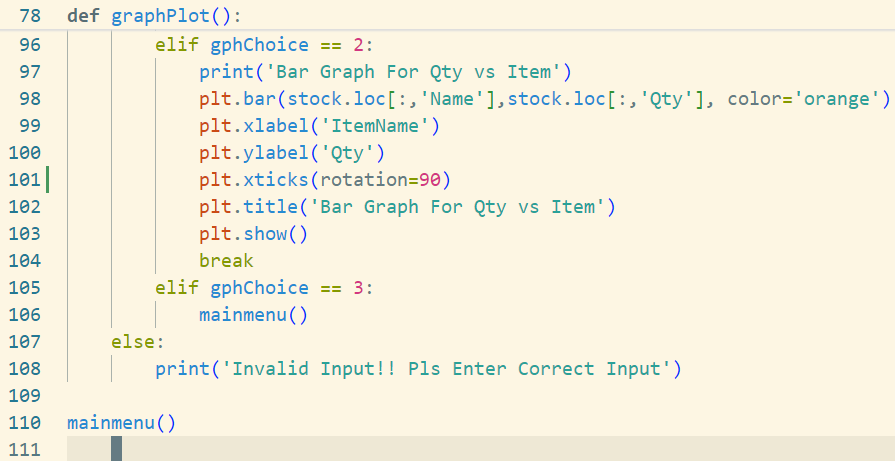 78 def graphPlot():
96 elif gphChoice == 2:
97 print('Bar Graph For Qty vs Item')
98 plt.bar(stock.loc[:,'Name'],stock.loc[:,'Qty'], color='orange')
99 plt.xlabel('ItemName')
100 plt.ylabel('Qty')
101 plt.xticks(rotation=90)
102 plt.title('Bar Graph For Qty vs Item')
103 plt.show()
104 break
105 elif gphChoice == 3:
106 mainmenu()
107 else:
108 print('Invalid Input!! Pls Enter Correct Input')
109
110 mainmenu()
111